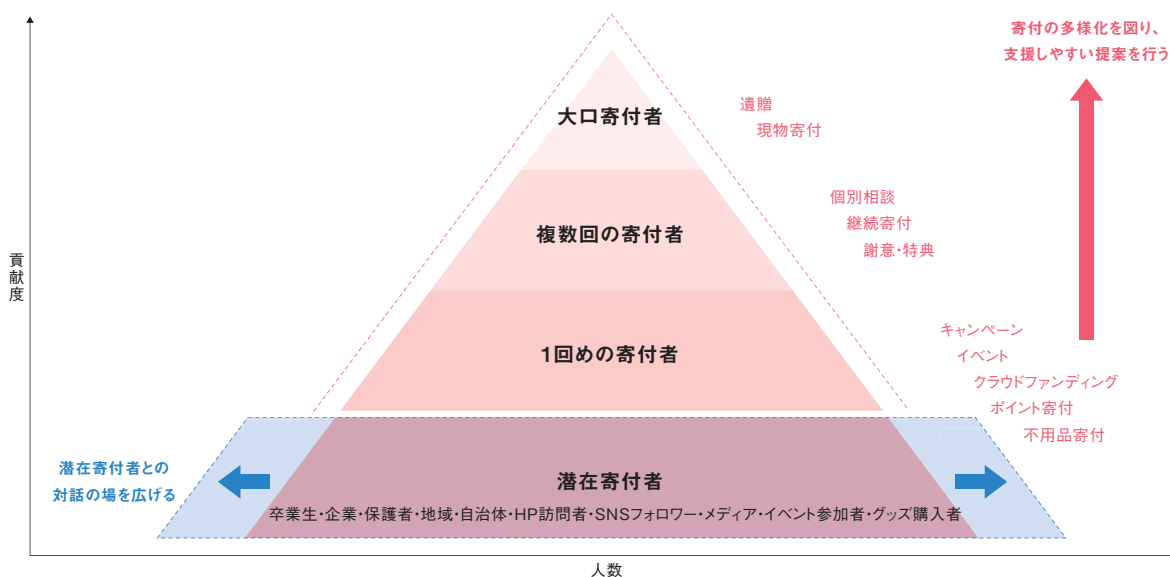 寄付の多様化を図り、
支援しやすい提案を行う
大口寄付者
遺贈
現物寄付
複数回の寄付者
個別相談
継続寄付
謝意・特典
貢献度
1回めの寄付者
キャンペーン
イベント
クラウドファンディング
ポイント寄付
不用品寄付
潜在寄付者との
対話の場を広げる
潜在寄付者
卒業生・企業・保護者・地域・自治体・HP訪問者・SNSフォロワー・メディア・イベント参加者・グッズ購入者
人数